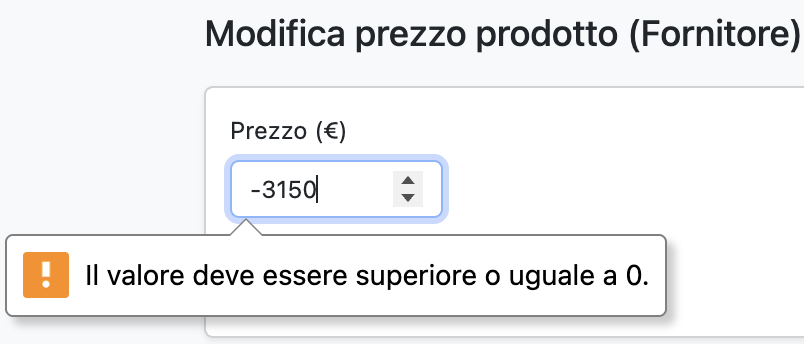 Modifica prezzo prodotto (Fornitore)
Prezzo (€)
-3150
Il valore deve essere superiore o uguale a 0.